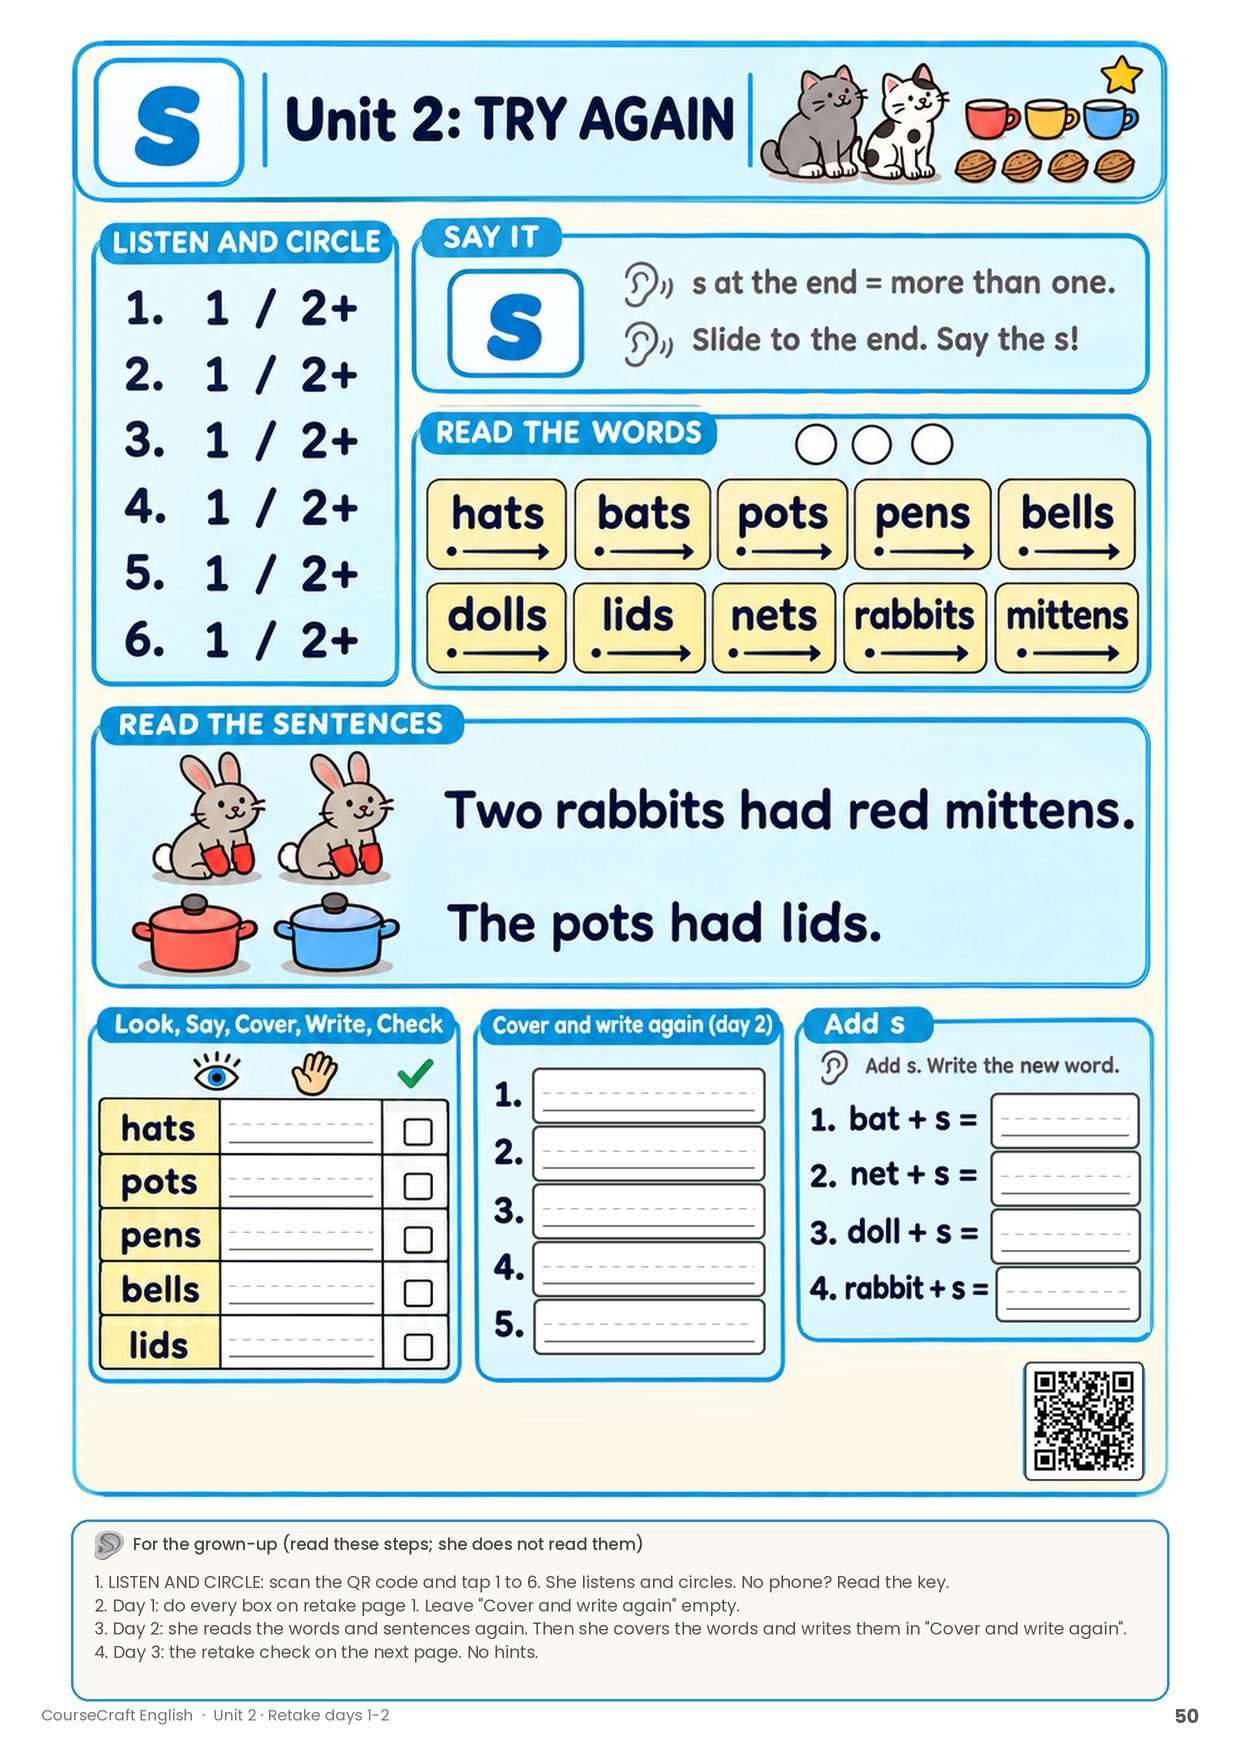 s
Unit 2: TRY AGAIN
LISTEN AND CIRCLE
1. 1 / 2+
2. 1 / 2+
3. 1 / 2+
4. 1 / 2+
5. 1 / 2+
6. 1 / 2+
SAY IT
s
s at the end = more than one.
Slide to the end. Say the s!
READ THE WORDS
hats bats pots pens bells
dolls lids nets rabbits mittens
READ THE SENTENCES
Two rabbits had red mittens.
The pots had lids.
Look, Say, Cover, Write, Check
hats
pots
pens
bells
lids
Cover and write again (day 2)
1.
2.
3.
4.
5.
Add s
Add s. Write the new word.
1. bat + s =
2. net + s =
3. doll + s =
4. rabbit + s =
For the grown-up (read these steps; she does not read them)
1. LISTEN AND CIRCLE: scan the QR code and tap 1 to 6. She listens and circles. No phone? Read the key.
2. Day 1: do every box on retake page 1. Leave "Cover and write again" empty.
3. Day 2: she reads the words and sentences again. Then she covers the words and writes them in "Cover and write again".
4. Day 3: the retake check on the next page. No hints.
CourseCraft English · Unit 2 · Retake days 1-2
50